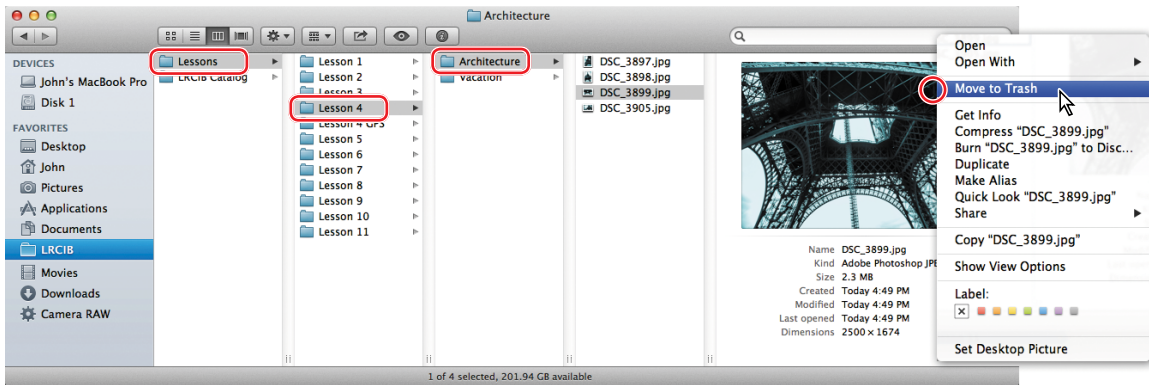 Architecture
DEVICES
John's MacBook Pro
Disk 1
FAVORITES
Desktop
John
Pictures
Applications
Documents
LRCIB
Movies
Downloads
Camera RAW
Lessons
LRCIB Catalog
Lesson 1
Lesson 2
Lesson 3
Lesson 4
Lesson 4 GPS
Lesson 5
Lesson 6
Lesson 7
Lesson 8
Lesson 9
Lesson 10
Lesson 11
Architecture
Vacation
DSC_3897.jpg
DSC_3898.jpg
DSC_3899.jpg
DSC_3905.jpg
Name DSC_3899.jpg
Kind Adobe Photoshop JPE
Size 2.3 MB
Created Today 4:49 PM
Modified Today 4:49 PM
Last opened Today 4:49 PM
Dimensions 2500 × 1674
Open
Open With
Move to Trash
Get Info
Compress "DSC_3899.jpg"
Burn "DSC_3899.jpg" to Disc...
Duplicate
Make Alias
Quick Look "DSC_3899.jpg"
Share
Copy "DSC_3899.jpg"
Show View Options
Label:
Set Desktop Picture
1 of 4 selected, 201.94 GB available